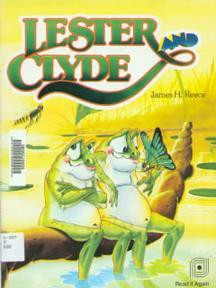 LESTER
AND
CLYDE
James H. Reece
Read it Again